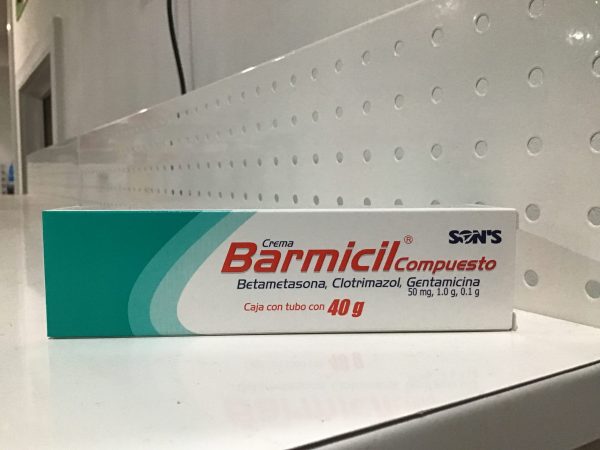 Crema
SON'S
Barmicil® Compuesto
Betametasona, Clotrimazol, Gentamicina
50 mg, 1.0 g, 0.1 g
Caja con tubo con 40 g